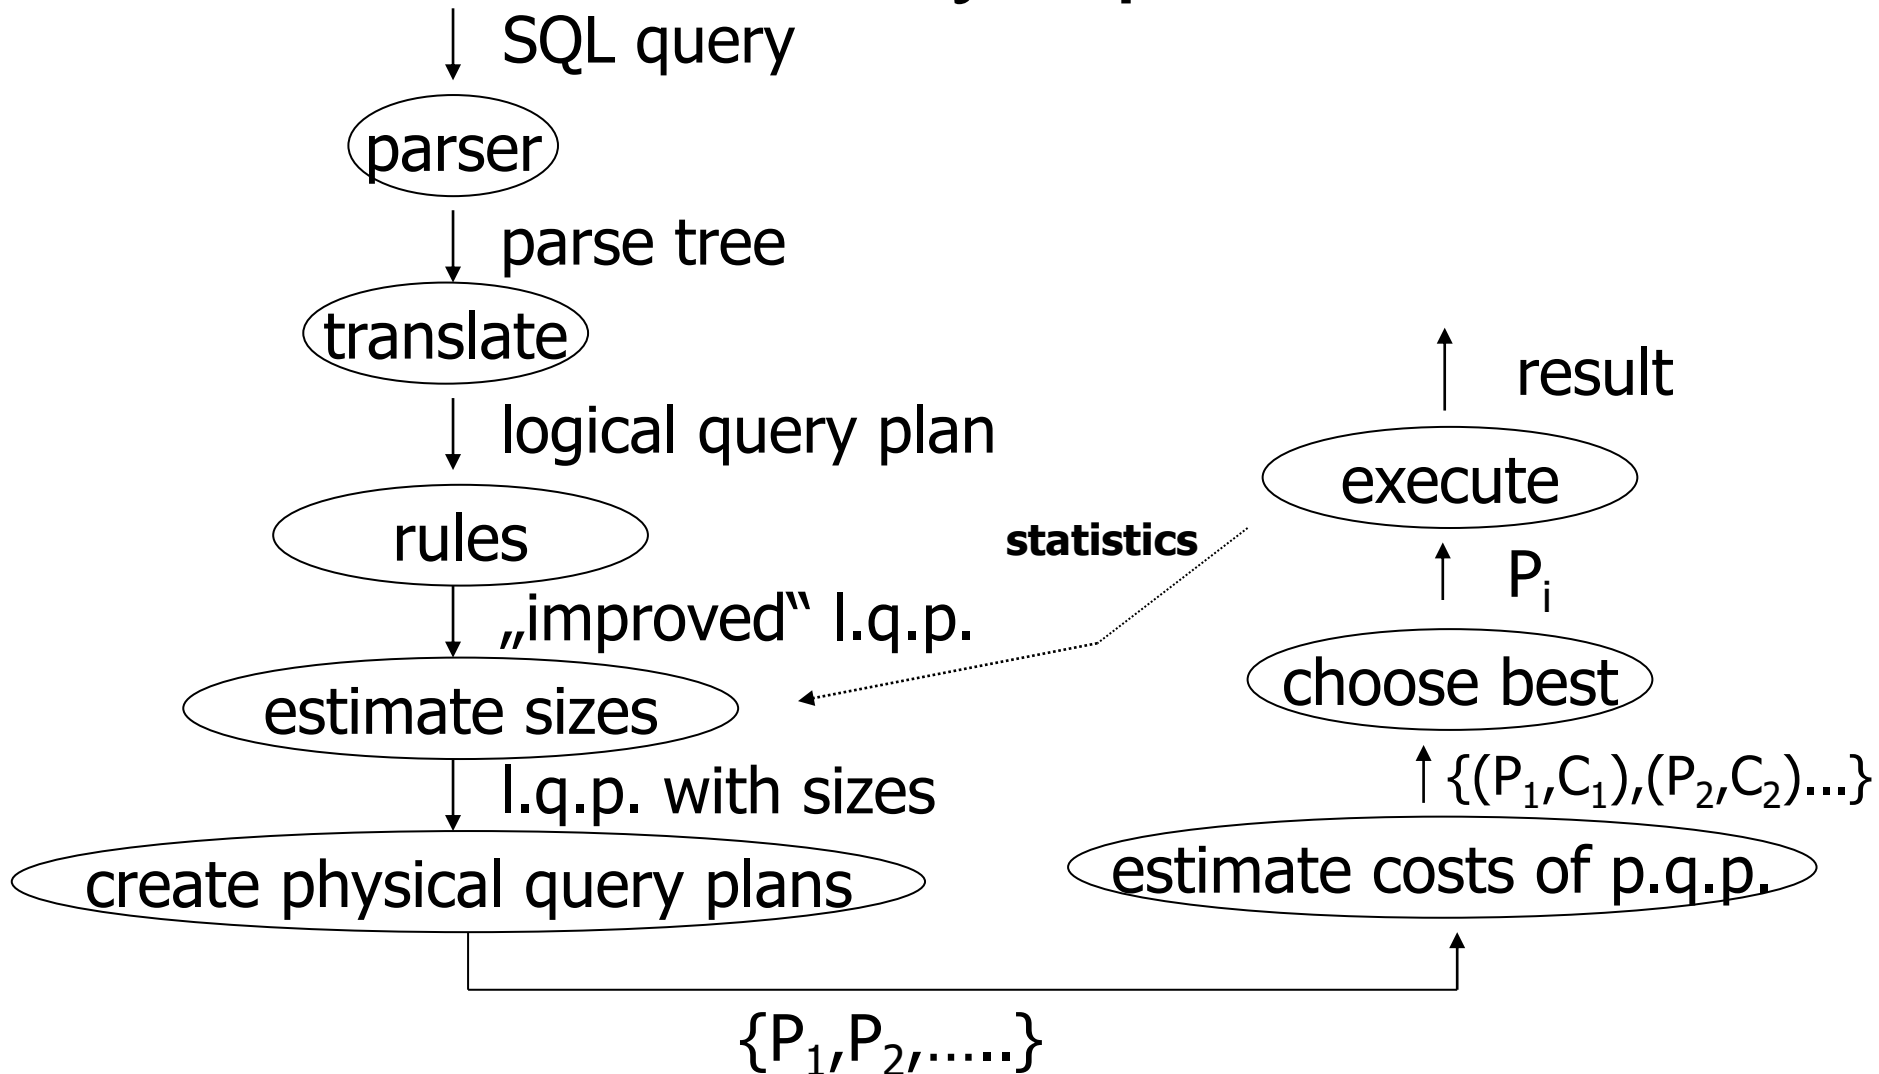 SQL query
parser
parse tree
translate
logical query plan
rules
„improved“ l.q.p.
estimate sizes
l.q.p. with sizes
create physical query plans
{P1,P2,.....}
estimate costs of p.q.p.
{(P1,C1),(P2,C2)...}
choose best
Pi
execute
result
statistics